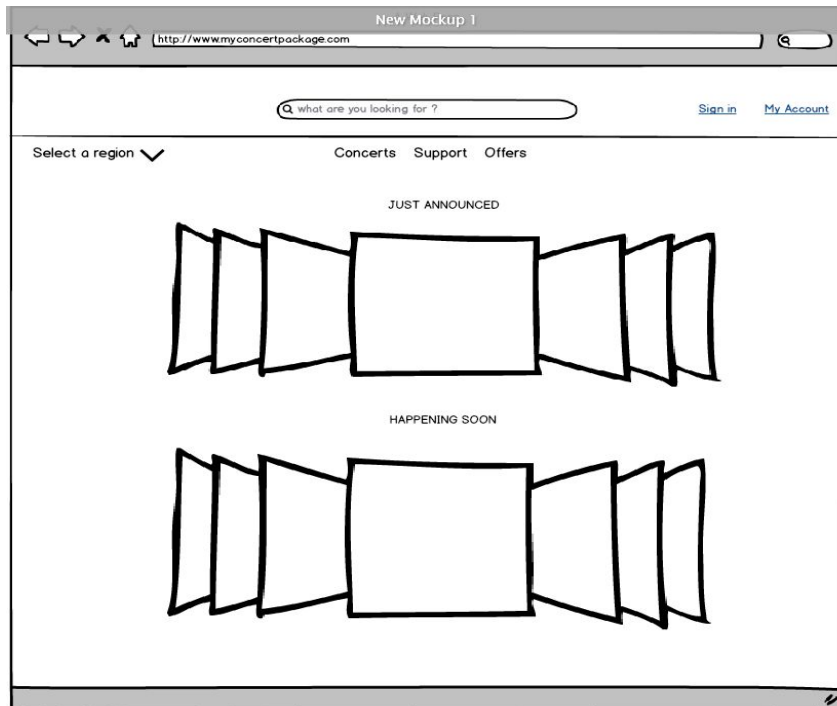 New Mockup 1
http://www.myconcertpackage.com
what are you looking for ?
Sign in My Account
Select a region Concerts Support Offers
JUST ANNOUNCED
HAPPENING SOON